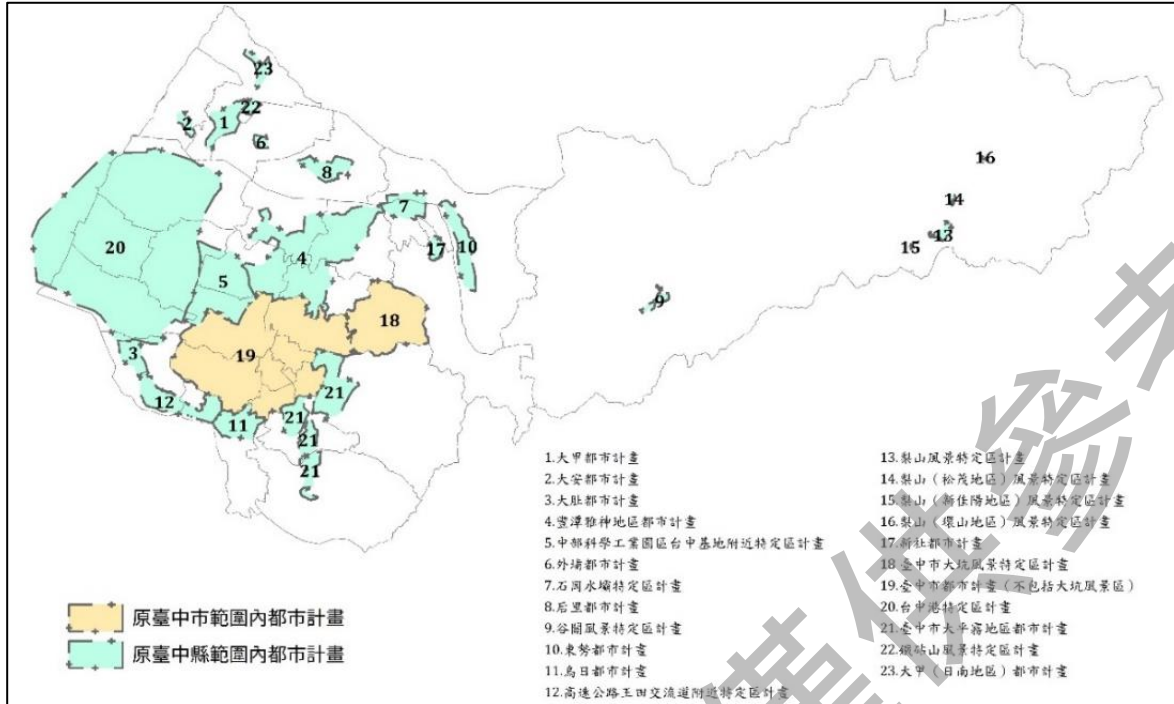 23
22
1
2
6
8
7
17
10
20
4
5
18
19
3
12
11
21
21
21
21
16
14
13
15
9
原臺中市範圍內都市計畫
原臺中縣範圍內都市計畫
1.大甲都市計畫
2.大安都市計畫
3.大肚都市計畫
4.豐潭雅神地區都市計畫
5.中部科學工業園區台中基地附近特定區計畫
6.外埔都市計畫
7.石岡水壩特定區計畫
8.后里都市計畫
9.谷關風景特定區計畫
10.東勢都市計畫
11.烏日都市計畫
12.高速公路王田交流道附近特定區計畫
13.梨山風景特定區計畫
14.梨山（松茂地區）風景特定區計畫
15.梨山（新佳陽地區）風景特定區計畫
16.梨山（環山地區）風景特定區計畫
17.新社都市計畫
18.臺中市大坑風景特定區計畫
19.臺中市都市計畫（不包括大坑風景區）
20.台中港特定區計畫
21.臺中市大平霧地區都市計畫
22.鐵砧山風景特定區計畫
23.大甲（日南地區）都市計畫
僅供參考